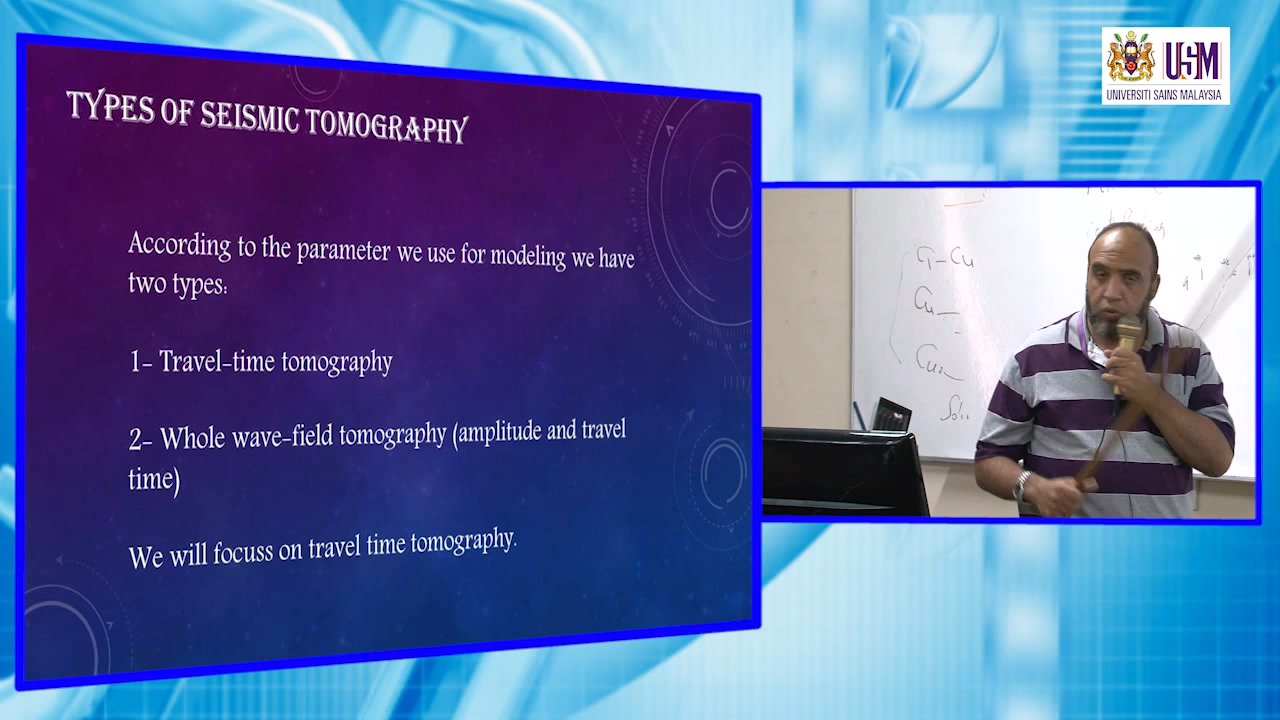 TYPES OF SEISMIC TOMOGRAPHY
According to the parameter we use for modeling we have
two types:
1- Travel-time tomography
2- Whole wave-field tomography (amplitude and travel
time)
We will focuss on travel time tomography.
USM
UNIVERSITI SAINS MALAYSIA